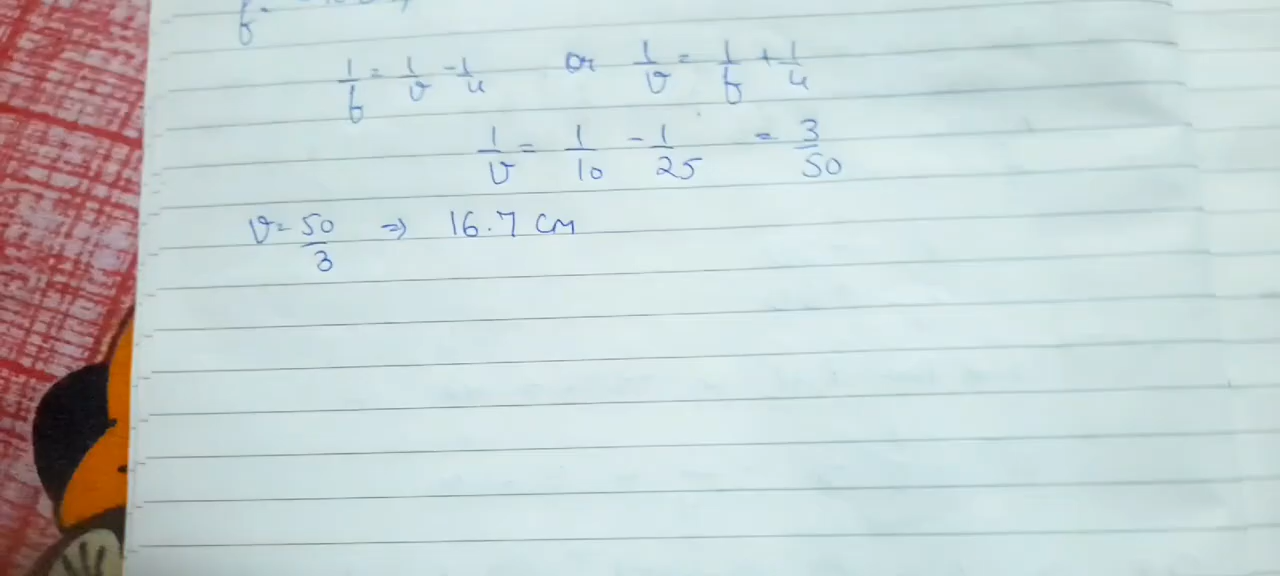 1/f = 1/v - 1/u or 1/v = 1/f + 1/u
1/v = 1/10 - 1/25 = 3/50
v = 50/3 ⇒ 16.7 cm